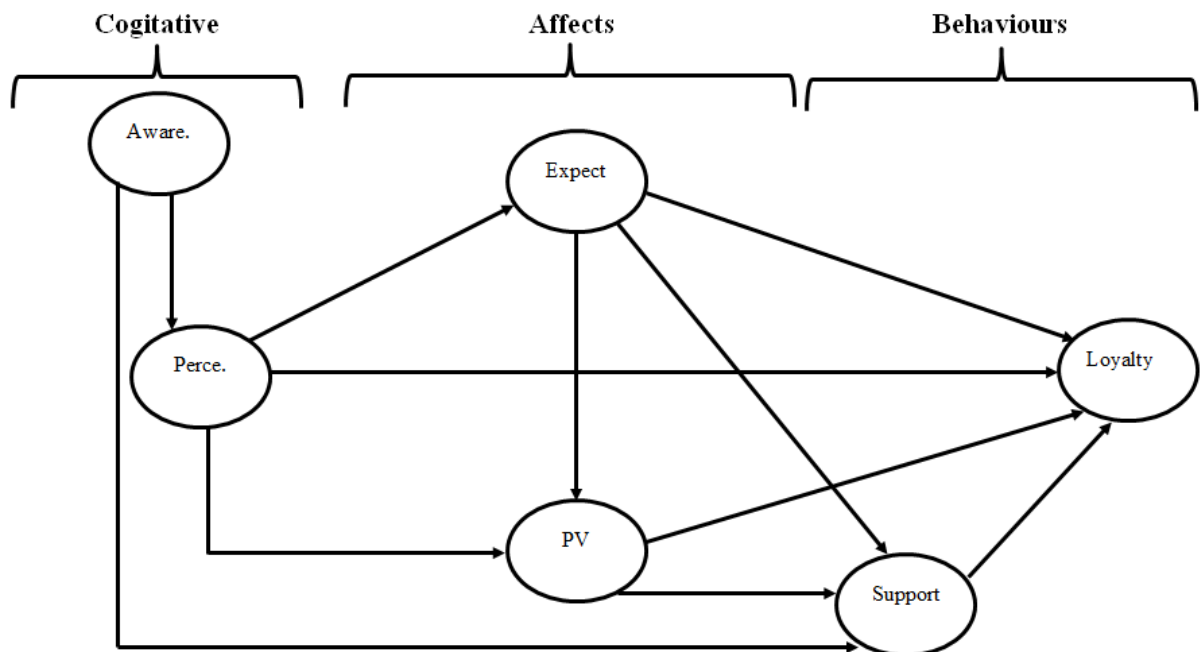 Cogitative
Affects
Behaviours
Aware.
Expect
Perce.
Loyalty
PV
Support